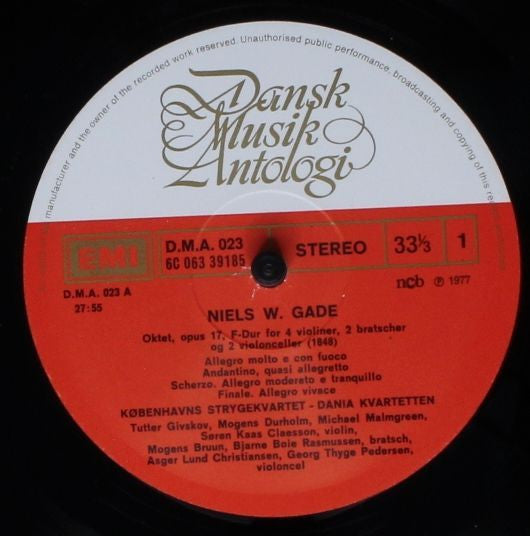 manufacturer and the owner of the recorded work reserved. Unauthorised public performance, broadcasting and copying of this record
Dansk
Musik
Antologi
EMI
D.M.A. 023
6C 063 39185
STEREO
33⅓
1
D.M.A. 023 A
27:55
ncb ℗ 1977
NIELS W. GADE
Oktet, opus 17, F-Dur for 4 violiner, 2 bratscher
og 2 violonceller (1848)
Allegro molto e con fuoco
Andantino, quasi allegretto
Scherzo. Allegro moderato e tranquillo
Finale. Allegro vivace
KØBENHAVNS STRYGEKVARTET - DANIA KVARTETTEN
Tutter Givskov, Mogens Durholm, Michael Malmgreen,
Søren Kaas Claesson, violin,
Mogens Bruun, Bjarne Boie Rasmussen, bratsch,
Asger Lund Christiansen, Georg Thyge Pedersen,
violoncel